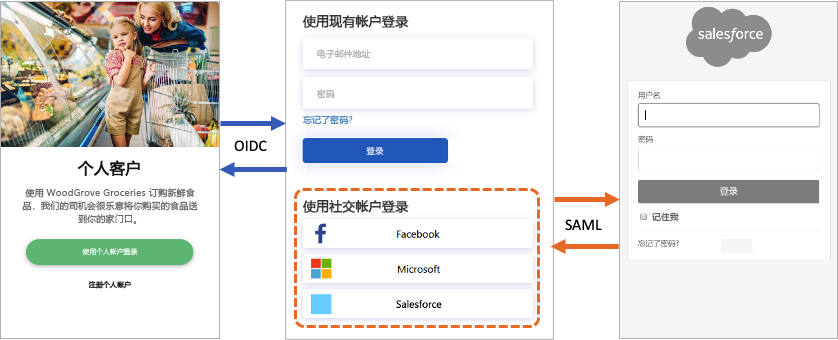 个人客户
使用 WoodGrove Groceries 订购新鲜食
品，我们的司机会很乐意将你购买的食品送
到你的家门口。
使用个人帐户登录
注册个人帐户
OIDC
使用现有帐户登录
电子邮件地址
密码
忘记了密码?
登录
使用社交帐户登录
Facebook
Microsoft
Salesforce
SAML
salesforce
用户名
密码
登录
记住我
忘记了密码?